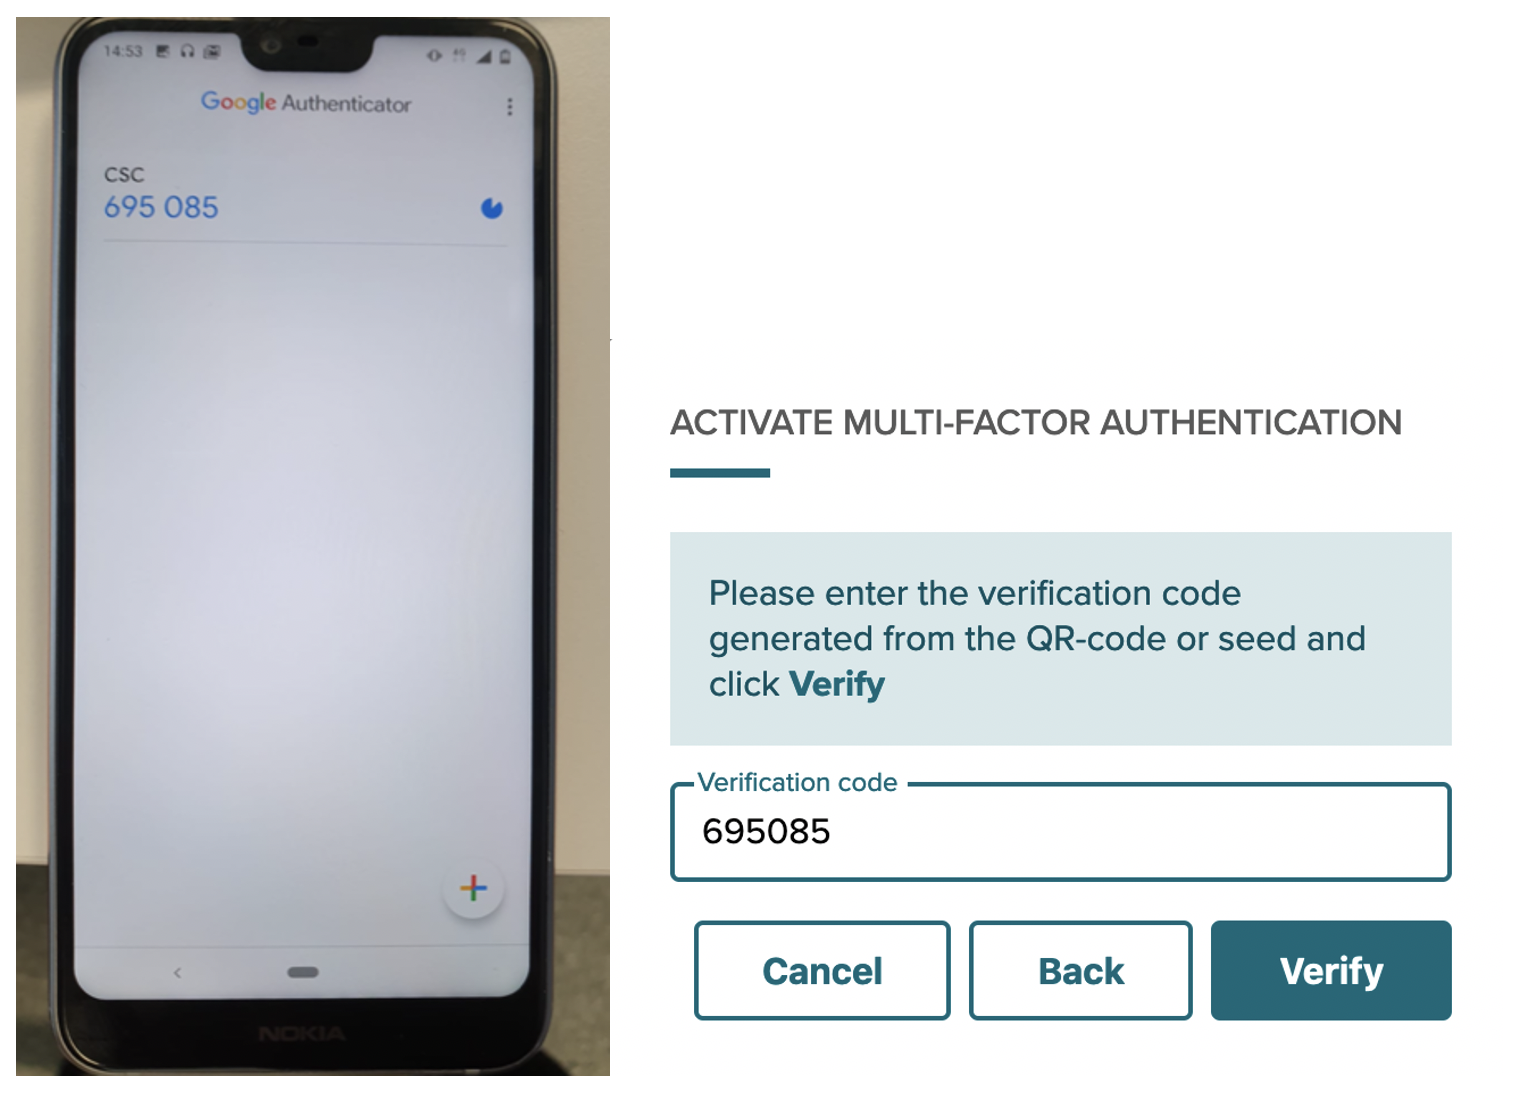 14:53
Google Authenticator
CSC
695 085
NOKIA
ACTIVATE MULTI-FACTOR AUTHENTICATION
Please enter the verification code
generated from the QR-code or seed and
click Verify
Verification code
695085
Cancel
Back
Verify